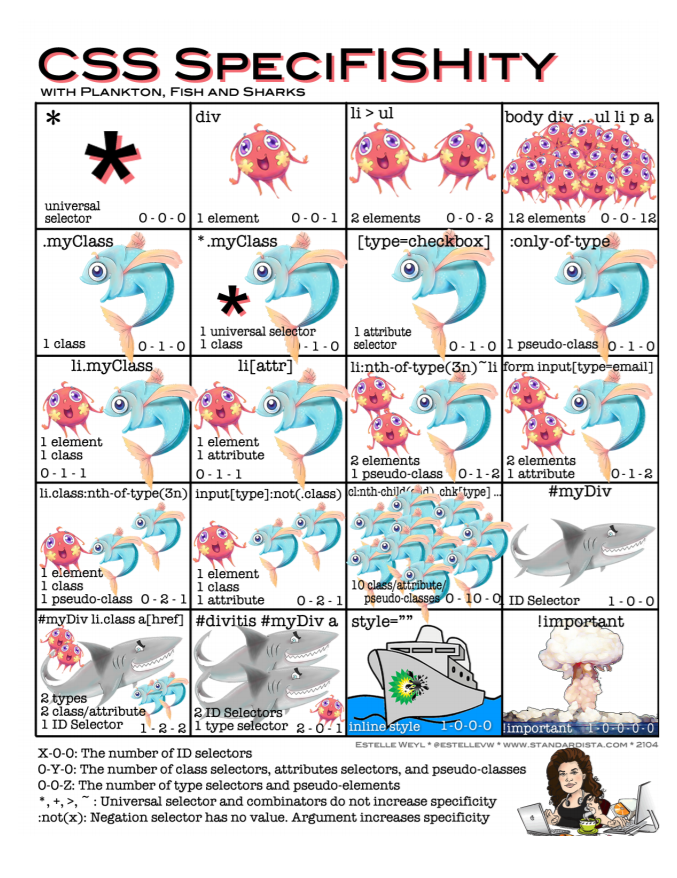 CSS SpeciFISHity
with Plankton, Fish and Sharks
*
*
universal
selector 0-0-0
div
1 element 0-0-1
li > ul
2 elements 0-0-2
body div ... ul li p a
12 elements 0-0-12
.myClass
1 class 0-1-0
*.myClass
*
1 universal selector
1 class 0-1-0
[type=checkbox]
1 attribute
selector 0-1-0
:only-of-type
1 pseudo-class 0-1-0
li.myClass
1 element
1 class
0-1-1
li[attr]
1 element
1 attribute
0-1-1
li:nth-of-type(3n)~li
2 elements
1 pseudo-class 0-1-2
form input[type=email]
2 elements
1 attribute 0-1-2
li.class:nth-of-type(3n)
1 element
1 class
1 pseudo-class 0-2-1
input[type]:not(.class)
1 element
1 class
1 attribute 0-2-1
.chk[type] ...
10 class/attribute/
pseudo-classes 0-10-0
#myDiv
ID Selector 1-0-0
#myDiv li.class a[href]
2 types
2 class/attribute
1 ID Selector 1-2-2
#divitis #myDiv a
2 ID Selectors
1 type selector 2-0-1
style=""
bp
inline style 1-0-0-0
!important
!important 1-0-0-0-0
Estelle Weyl * @estellevw * www.standardista.com * 2104
X-0-0: The number of ID selectors
0-Y-0: The number of class selectors, attributes selectors, and pseudo-classes
0-0-Z: The number of type selectors and pseudo-elements
*, +, >, ~ : Universal selector and combinators do not increase specificity
:not(x): Negation selector has no value. Argument increases specificity